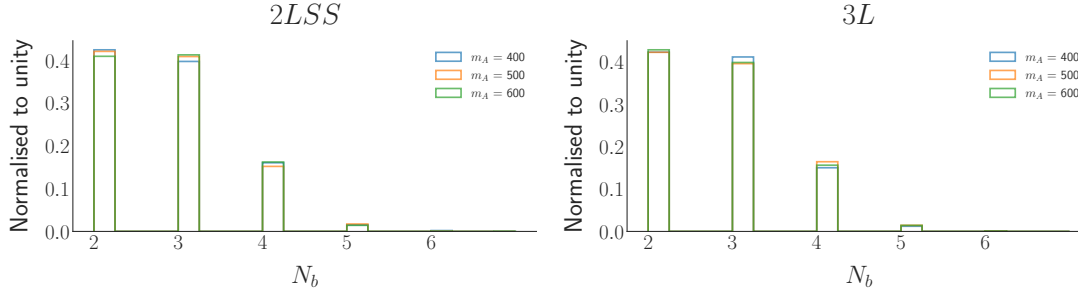 2LSS
Normalised to unity
0.4
0.3
0.2
0.1
0.0
m_A = 400
m_A = 500
m_A = 600
2 3 4 5 6
N_b
3L
Normalised to unity
0.4
0.3
0.2
0.1
0.0
m_A = 400
m_A = 500
m_A = 600
2 3 4 5 6
N_b